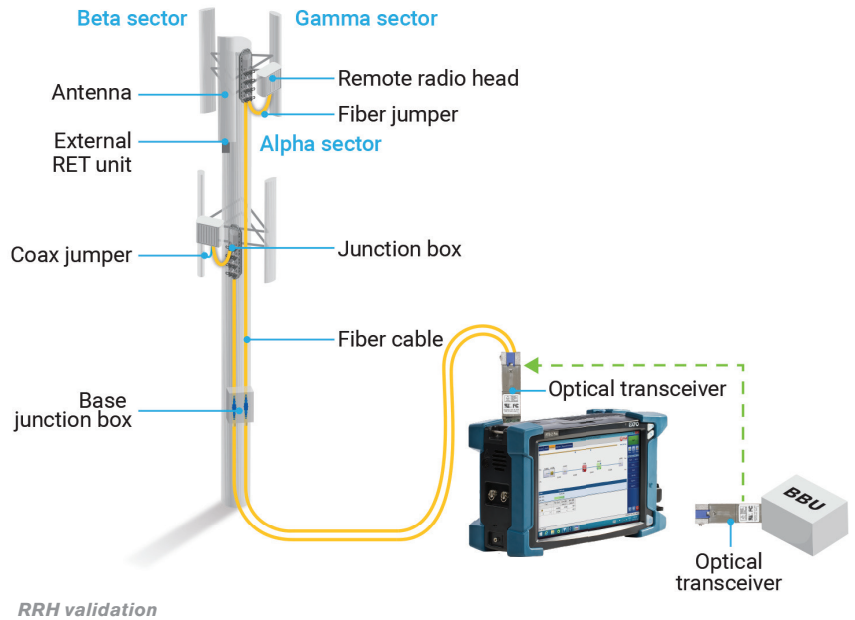 Beta sector
Gamma sector
Antenna
Remote radio head
Fiber jumper
External
RET unit
Alpha sector
Coax jumper
Junction box
Fiber cable
Base
junction box
Optical transceiver
EXFO
BBU
Optical
transceiver
RRH validation